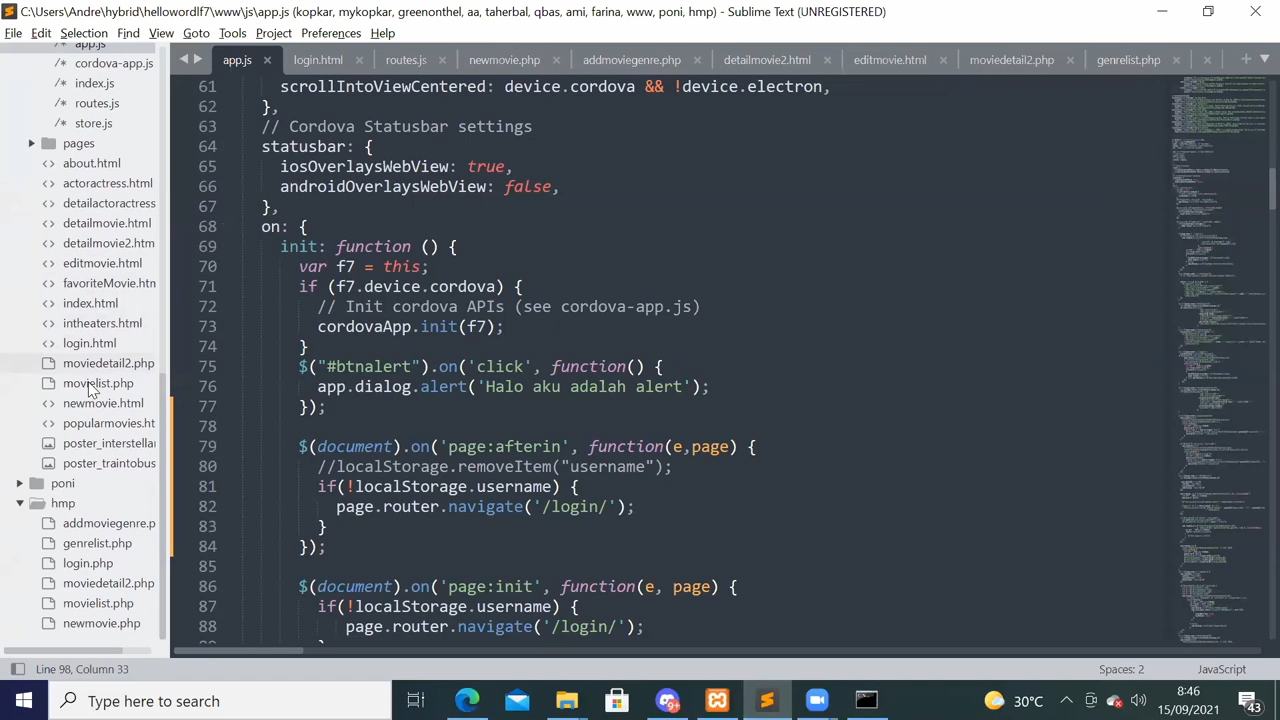 C:\Users\Andre\hybrid\helloworldf7\www\js\app.js (kopkar, mykopkar, greenotchel, aa, taherbal, qbas, ami, farina, www, poni, hmp) - Sublime Text (UNREGISTERED)
File Edit Selection Find View Goto Tools Project Preferences Help
app.js login.html routes.js newmovie.php addmoviegenre.php detailmovie2.html editmovie.html moviedetail2.php genrelist.php
app.js
/* cordova-app.js
/* index.js
/* routes.js
/* store.js
pages
<> about.html
<> actoractress.html
<> detailactoractress
<> detailmovie.html
<> detailmovie2.htm
<> editmovie.html
<> index.html
<> intheaters.html
<> login.html
moviedetail2.php
movielist.php
poster_interstella
poster_traintobus
poni
hmp
addmoviegenre.p
genrelist.php
login.php
moviedetail2.php
movielist.php
61 scrollIntoViewCentered: device.cordova && !device.electron,
62 },
63 // Cordova Statusbar settings
64 statusbar: {
65 iosOverlaysWebView: true,
66 androidOverlaysWebView: false,
67 },
68 on: {
69 init: function () {
70 var f7 = this;
71 if (f7.device.cordova) {
72 // Init cordova APIs (see cordova-app.js)
73 cordovaApp.init(f7);
74 }
75 $("#btnalert").on('click', function() {
76 app.dialog.alert('Halo aku adalah alert');
77 });
78
79 $(document).on('page:afterin', function(e,page) {
80 //localStorage.removeItem("username");
81 if(!localStorage.username) {
82 page.router.navigate('/login/');
83 }
84 });
85
86 $(document).on('page:init', function(e, page) {
87 if(!localStorage.username) {
88 page.router.navigate('/login/');
Line 98, Column 33 Spaces: 2 JavaScript
Type here to search 30°C 8:46
15/09/2021 43